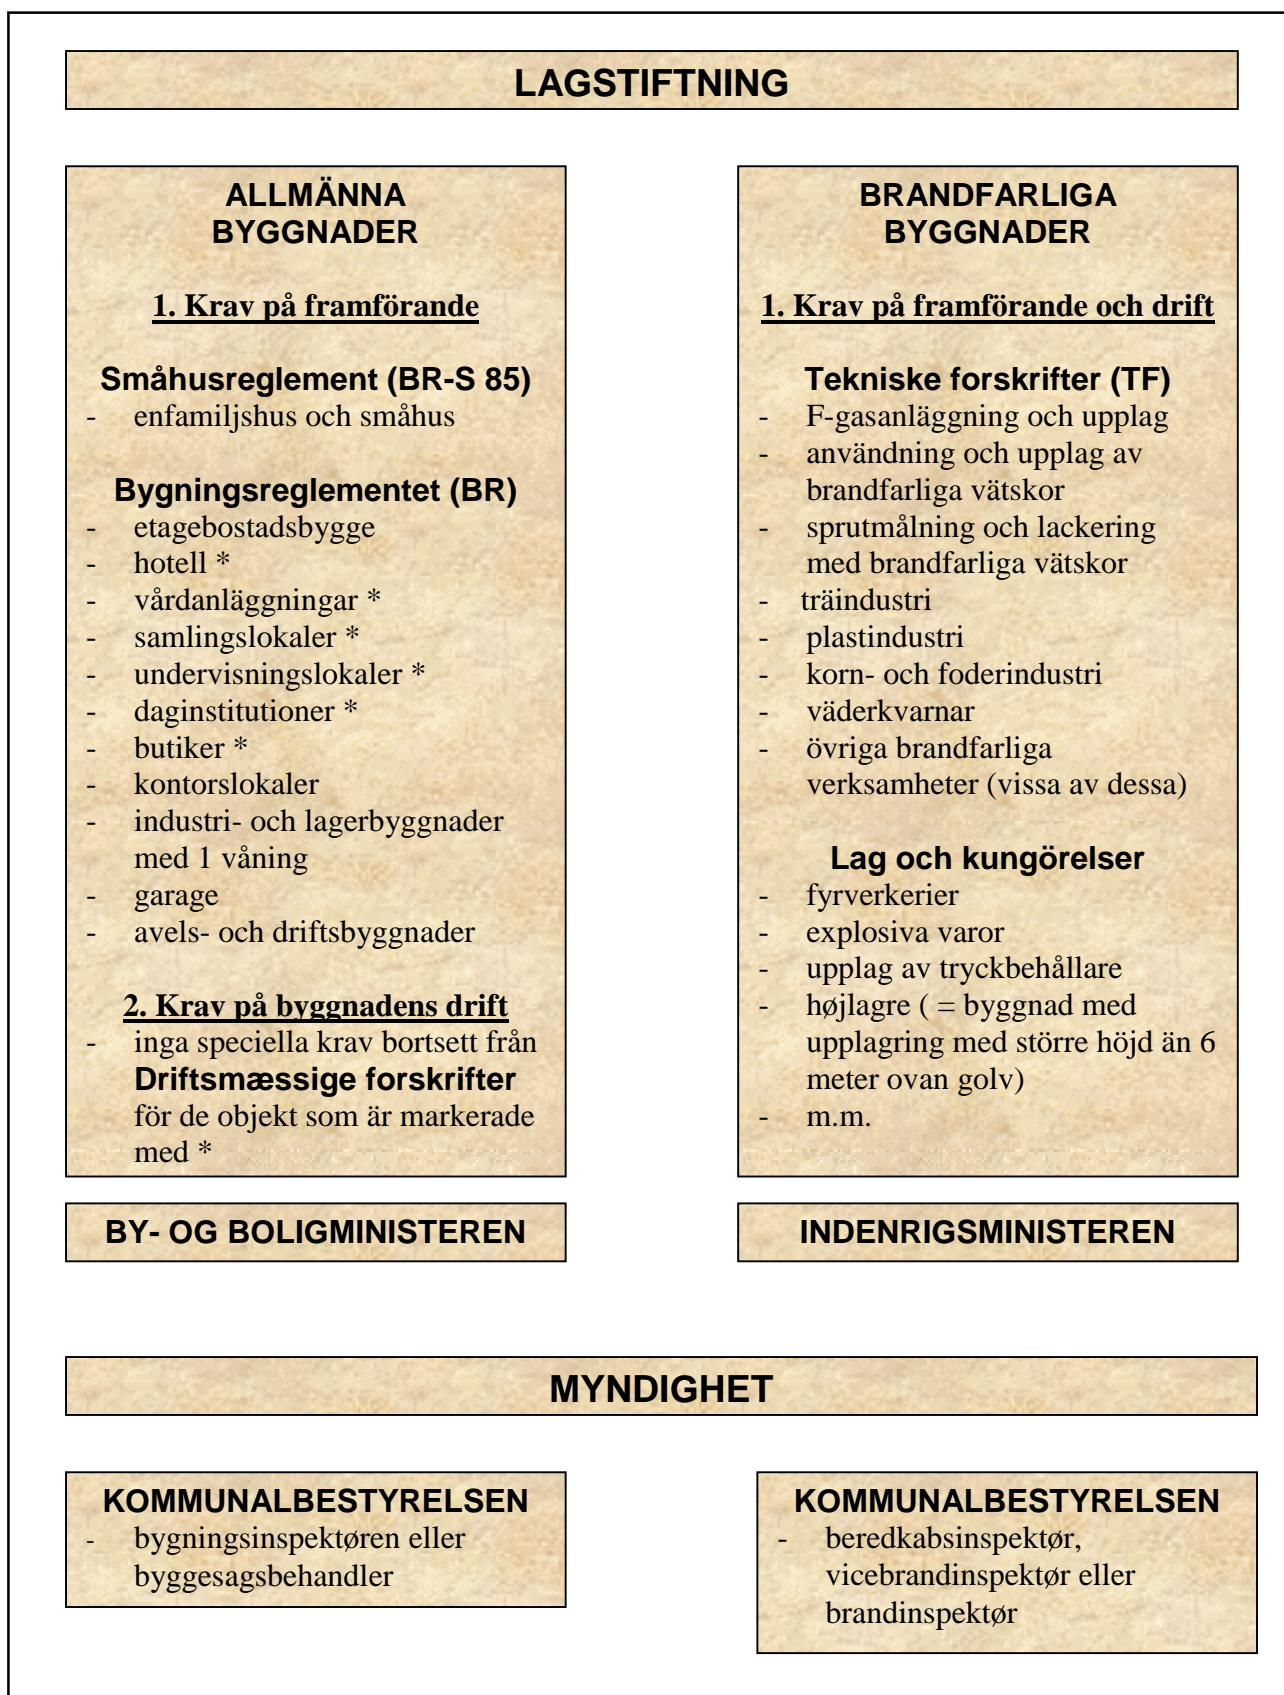 LAGSTIFTNING
ALLMÄNNA
BYGGNADER
1. Krav på framförande
Småhusreglement (BR-S 85)
- enfamiljshus och småhus
Bygningsreglementet (BR)
- etagebostadsbygge
- hotell *
- vårdanläggningar *
- samlingslokaler *
- undervisningslokaler *
- daginstitutioner *
- butiker *
- kontorslokaler
- industri- och lagerbyggnader
med 1 våning
- garage
- avels- och driftsbyggnader
2. Krav på byggnadens drift
- inga speciella krav bortsett från
Driftsmæssige forskrifter
för de objekt som är markerade
med *
BY- OG BOLIGMINISTEREN
BRANDFARLIGA
BYGGNADER
1. Krav på framförande och drift
Tekniske forskrifter (TF)
- F-gasanläggning och upplag
- användning och upplag av
brandfarliga vätskor
- sprutmålning och lackering
med brandfarliga vätskor
- träindustri
- plastindustri
- korn- och foderindustri
- väderkvarnar
- övriga brandfarliga
verksamheter (vissa av dessa)
Lag och kungörelser
- fyrverkerier
- explosiva varor
- upplag av tryckbehållare
- højlagre ( = byggnad med
upplagring med större höjd än 6
meter ovan golv)
- m.m.
INDENRIGSMINISTEREN
MYNDIGHET
KOMMUNALBESTYRELSEN
- bygningsinspektøren eller
byggesagsbehandler
KOMMUNALBESTYRELSEN
- beredkabsinspektør,
vicebrandinspektør eller
brandinspektør